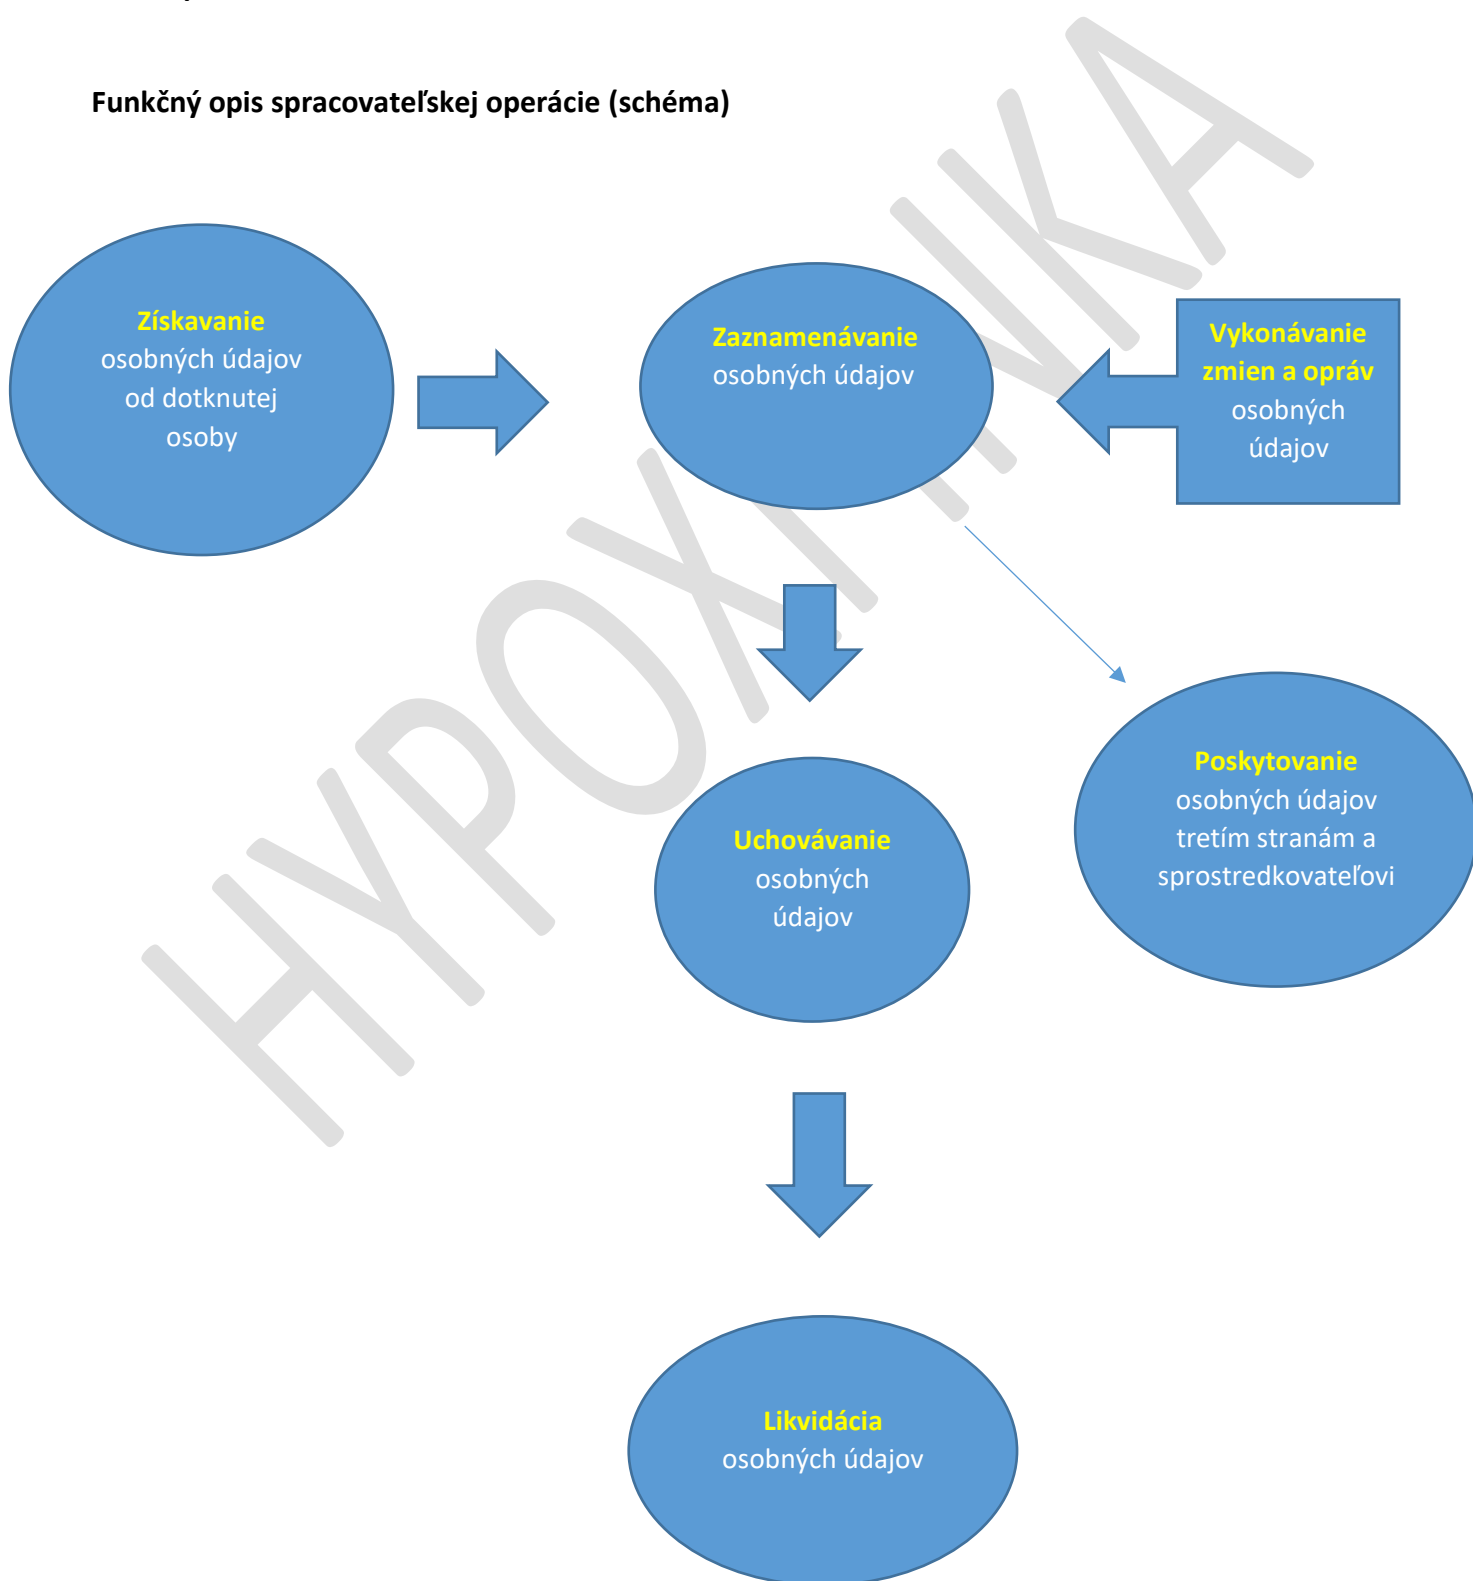 Funkčný opis spracovateľskej operácie (schéma)
Získavanie
osobných údajov
od dotknutej
osoby
Zaznamenávanie
osobných údajov
Vykonávanie
zmien a opráv
osobných
údajov
Uchovávanie
osobných
údajov
Poskytovanie
osobných údajov
tretím stranám a
sprostredkovateľovi
Likvidácia
osobných údajov